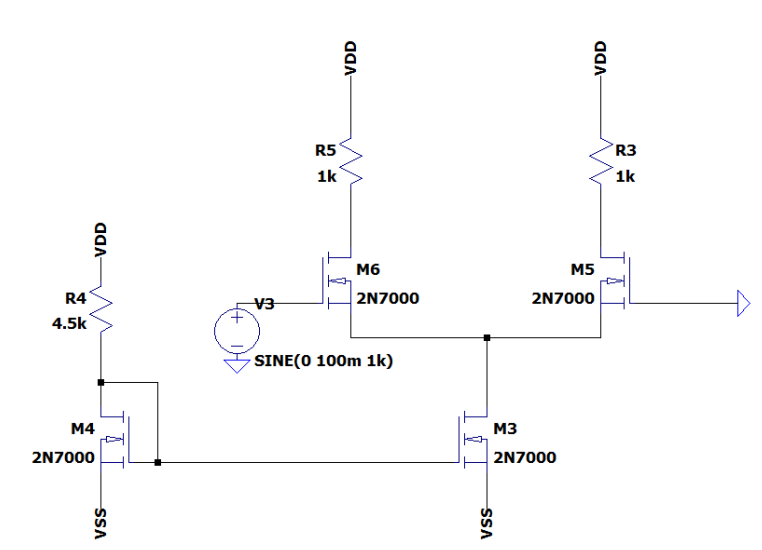 VDD
VDD
R5
1k
R3
1k
VDD
R4
4.5k
M6
2N7000
M5
2N7000
V3
SINE(0 100m 1k)
M4
2N7000
M3
2N7000
VSS
VSS